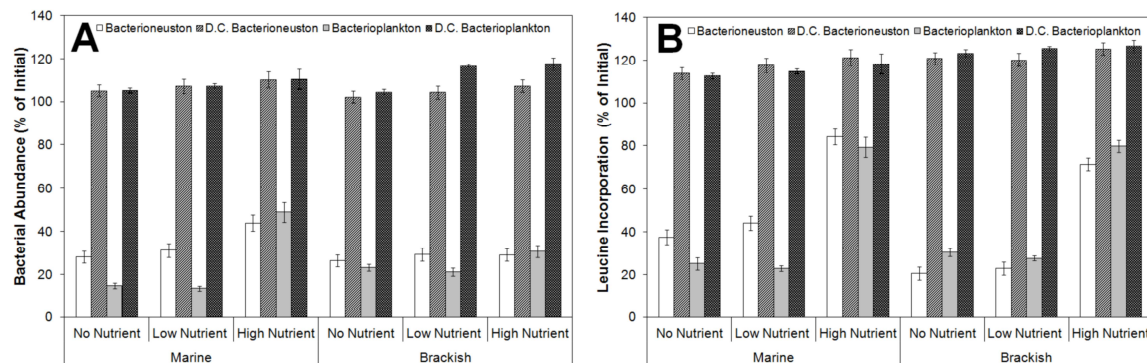 A
Bacterial Abundance (% of Initial)
140
120
100
80
60
40
20
0
Bacterioneuston D.C. Bacterioneuston Bacterioplankton D.C. Bacterioplankton
No Nutrient Low Nutrient High Nutrient No Nutrient Low Nutrient High Nutrient
Marine Brackish
B
Leucine Incorporation (% of Initial)
140
120
100
80
60
40
20
0
Bacterioneuston D.C. Bacterioneuston Bacterioplankton D.C. Bacterioplankton
No Nutrient Low Nutrient High Nutrient No Nutrient Low Nutrient High Nutrient
Marine Brackish